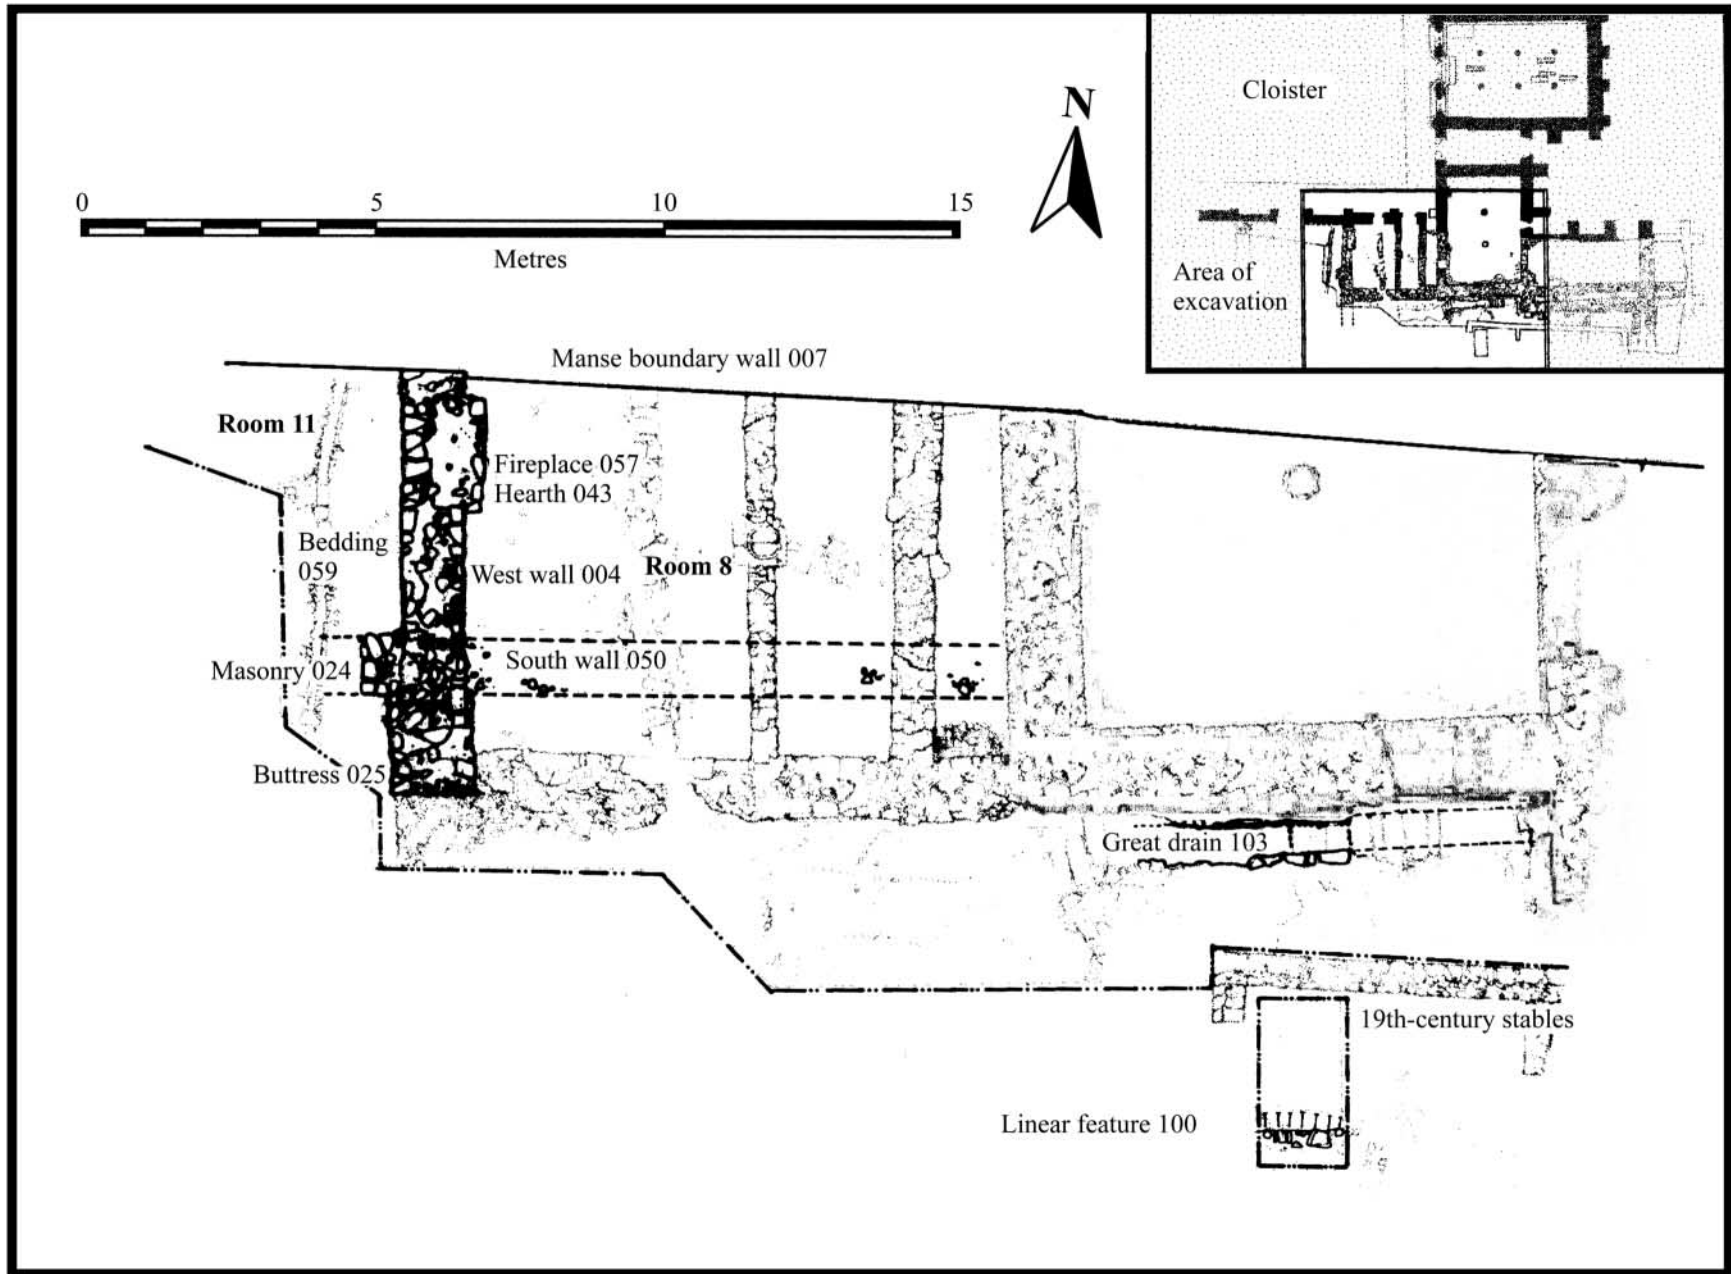 Cloister
N
0 5 10 15
Metres
Area of
excavation
Manse boundary wall 007
Room 11
Fireplace 057
Hearth 043
Bedding
059
West wall 004
Room 8
Masonry 024
South wall 050
Buttress 025
Great drain 103
19th-century stables
Linear feature 100